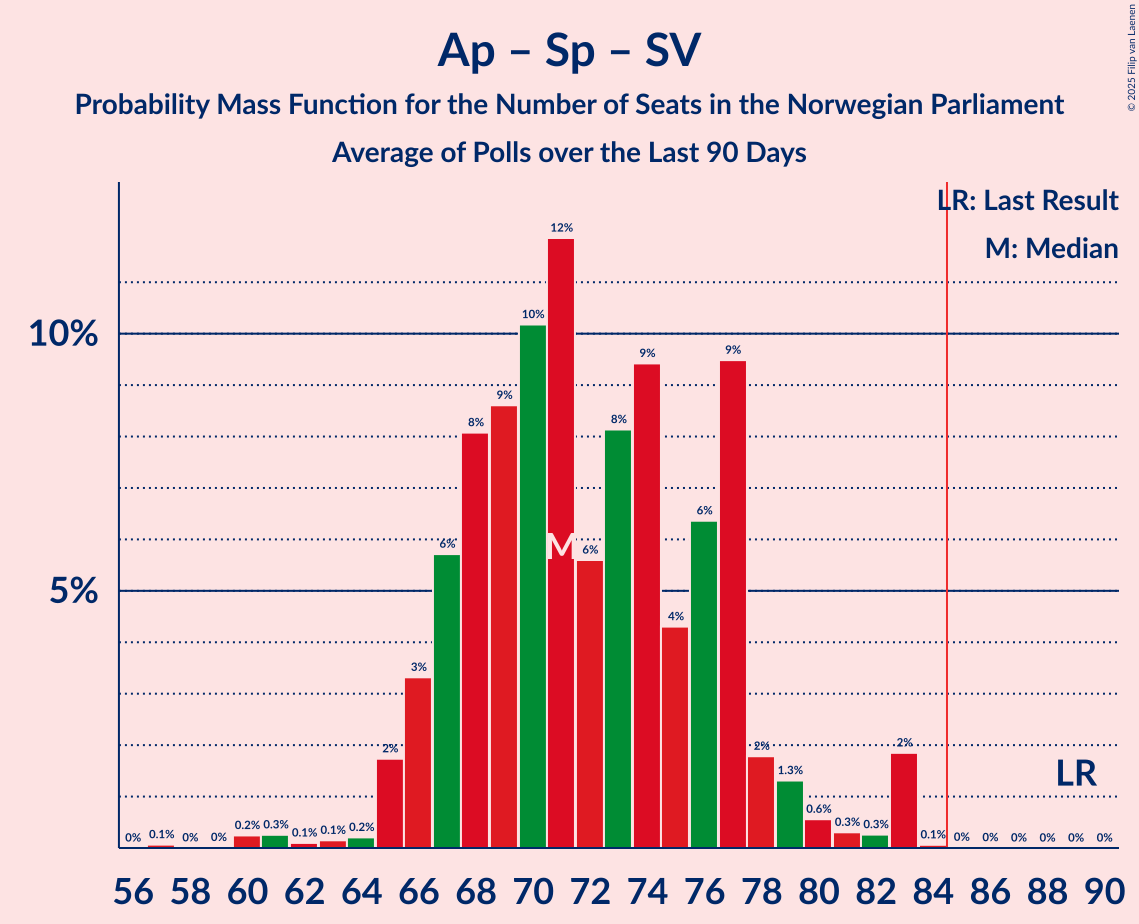 Ap – Sp – SV
Probability Mass Function for the Number of Seats in the Norwegian Parliament
Average of Polls over the Last 90 Days
© 2025 Filip van Laenen
LR: Last Result
M: Median
10%
5%
0% 0.1% 0% 0% 0.2% 0.3% 0.1% 0.1% 0.2% 2% 3% 6% 8% 9% 10% 12% 6% 8% 9% 4% 6% 9% 2% 1.3% 0.6% 0.3% 0.3% 2% 0.1% 0% 0% 0% 0% 0% 0%
M
LR
56 58 60 62 64 66 68 70 72 74 76 78 80 82 84 86 88 90